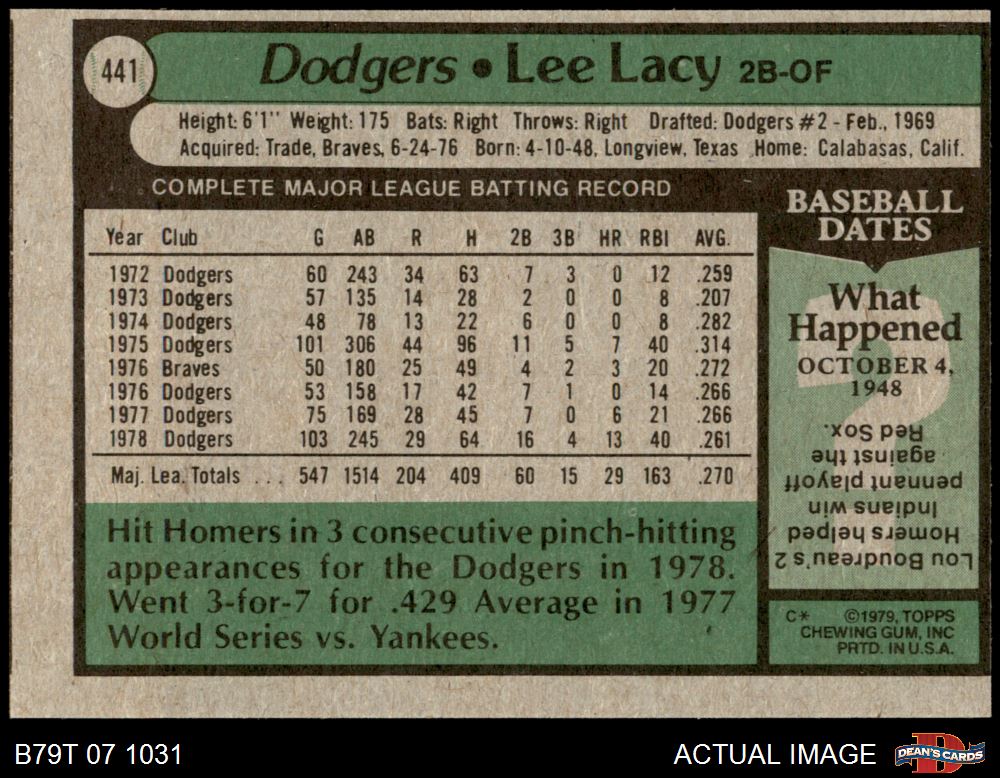 441
Dodgers • Lee Lacy 2B-OF
Height: 6'1" Weight: 175 Bats: Right Throws: Right Drafted: Dodgers #2 - Feb., 1969
Acquired: Trade, Braves, 6-24-76 Born: 4-10-48, Longview, Texas Home: Calabasas, Calif.
COMPLETE MAJOR LEAGUE BATTING RECORD
Year Club G AB R H 2B 3B HR RBI AVG.
1972 Dodgers 60 243 34 63 7 3 0 12 .259
1973 Dodgers 57 135 14 28 2 0 0 8 .207
1974 Dodgers 48 78 13 22 6 0 0 8 .282
1975 Dodgers 101 306 44 96 11 5 7 40 .314
1976 Braves 50 180 25 49 4 2 3 20 .272
1976 Dodgers 53 158 17 42 7 1 0 14 .266
1977 Dodgers 75 169 28 45 7 0 6 21 .266
1978 Dodgers 103 245 29 64 16 4 13 40 .261
Maj. Lea. Totals . . . 547 1514 204 409 60 15 29 163 .270
Hit Homers in 3 consecutive pinch-hitting
appearances for the Dodgers in 1978.
Went 3-for-7 for .429 Average in 1977
World Series vs. Yankees.
BASEBALL
DATES
What
Happened
OCTOBER 4,
1948
Lou Boudreau's 2
Homers helped
Indians win
pennant playoff
against the
Red Sox.
C* ©1979, TOPPS
CHEWING GUM, INC
PRTD. IN U.S.A.
B79T 07 1031
ACTUAL IMAGE
DEAN'S CARDS